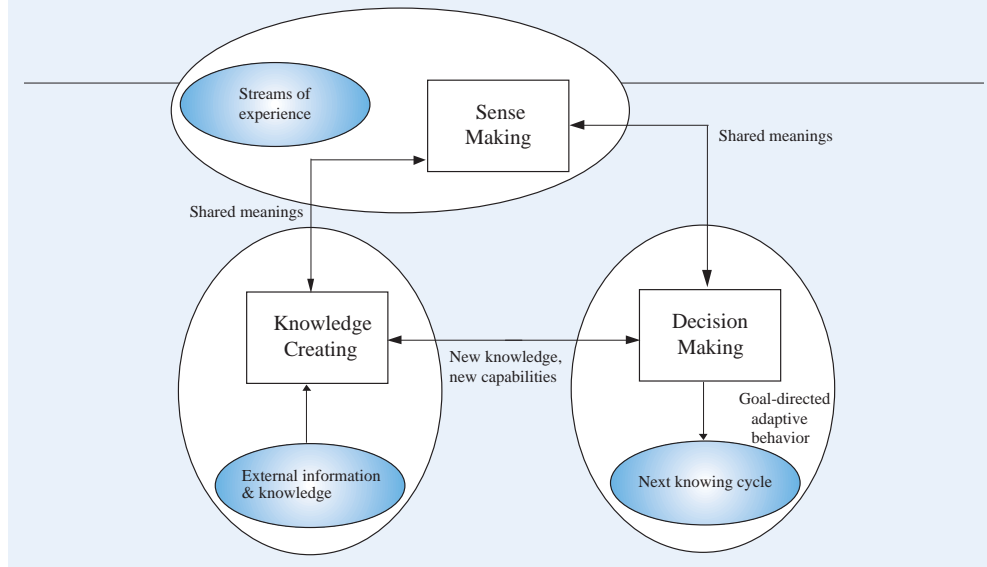 Streams of
experience
Sense
Making
Shared meanings
Shared meanings
Knowledge
Creating
Decision
Making
New knowledge,
new capabilities
Goal-directed
adaptive
behavior
External information
& knowledge
Next knowing cycle